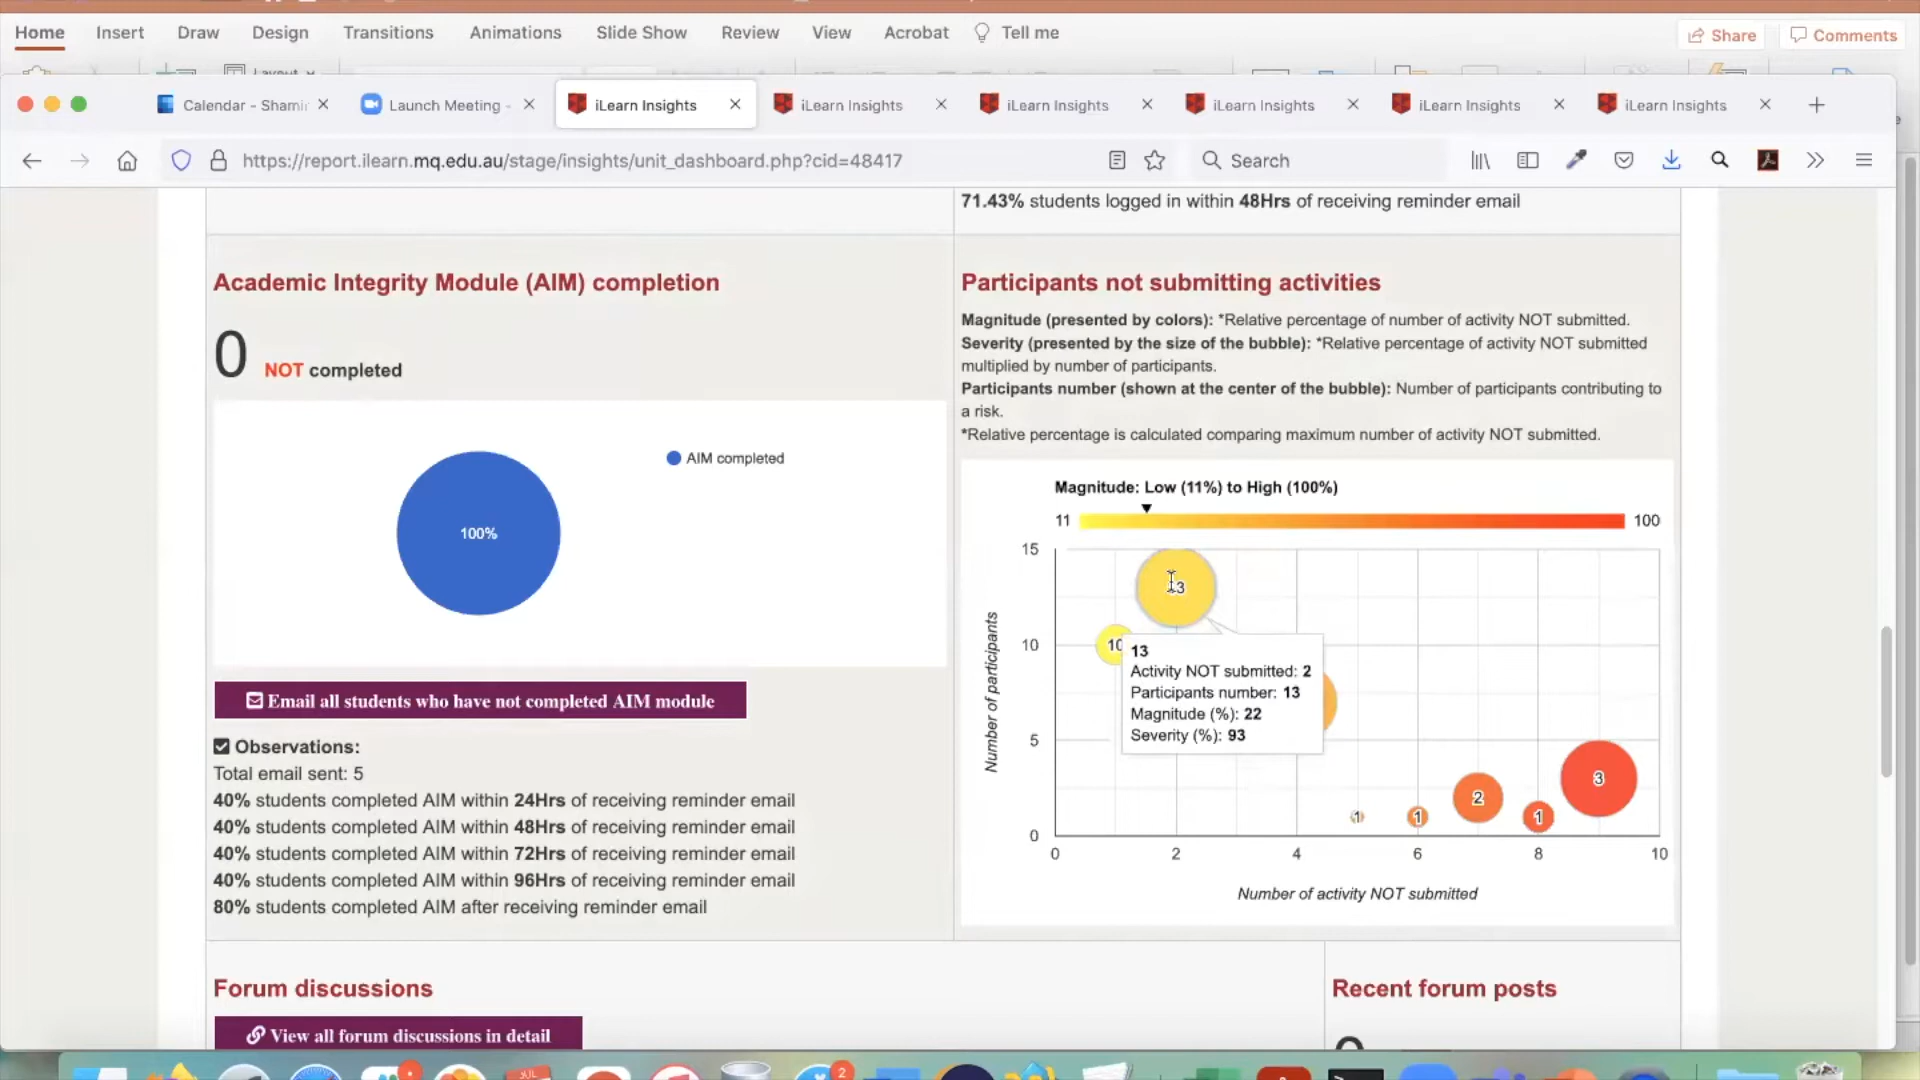 Home Insert Draw Design Transitions Animations Slide Show Review View Acrobat Tell me Share Comments
Calendar - Shami Launch Meeting - iLearn Insights iLearn Insights iLearn Insights iLearn Insights iLearn Insights iLearn Insights
https://report.ilearn.mq.edu.au/stage/insights/unit_dashboard.php?cid=48417 Search
71.43% students logged in within 48Hrs of receiving reminder email
Academic Integrity Module (AIM) completion
0 NOT completed
AIM completed
100%
Email all students who have not completed AIM module
Observations:
Total email sent: 5
40% students completed AIM within 24Hrs of receiving reminder email
40% students completed AIM within 48Hrs of receiving reminder email
40% students completed AIM within 72Hrs of receiving reminder email
40% students completed AIM within 96Hrs of receiving reminder email
80% students completed AIM after receiving reminder email
Participants not submitting activities
Magnitude (presented by colors): *Relative percentage of number of activity NOT submitted.
Severity (presented by the size of the bubble): *Relative percentage of activity NOT submitted
multiplied by number of participants.
Participants number (shown at the center of the bubble): Number of participants contributing to
a risk.
*Relative percentage is calculated comparing maximum number of activity NOT submitted.
Magnitude: Low (11%) to High (100%)
11 100
15
10
5
0
Number of participants
10
13
Activity NOT submitted: 2
Participants number: 13
Magnitude (%): 22
Severity (%): 93
1 1 2 1 3
0 2 4 6 8 10
Number of activity NOT submitted
Forum discussions
View all forum discussions in detail
Recent forum posts
JUL
2